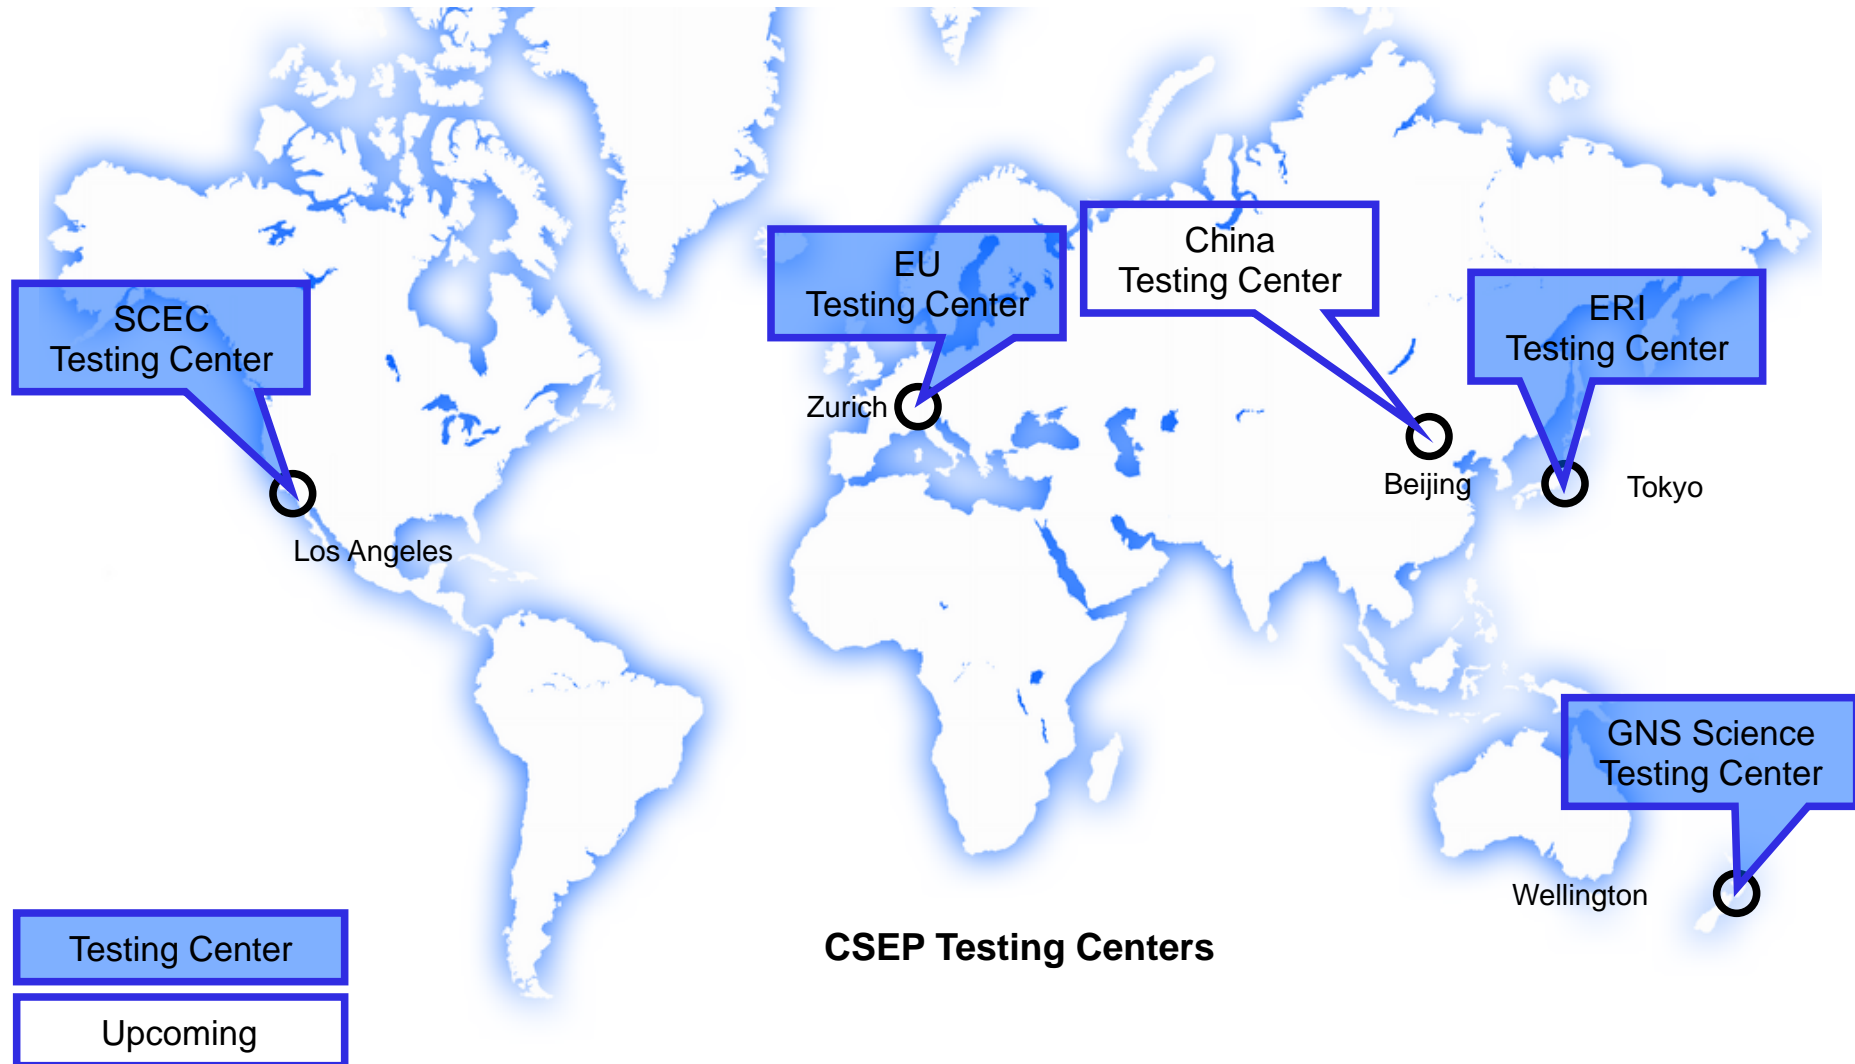 China
Testing Center
EU
Testing Center
ERI
Testing Center
SCEC
Testing Center
Zurich
Beijing
Tokyo
Los Angeles
GNS Science
Testing Center
Wellington
CSEP Testing Centers
Testing Center
Upcoming